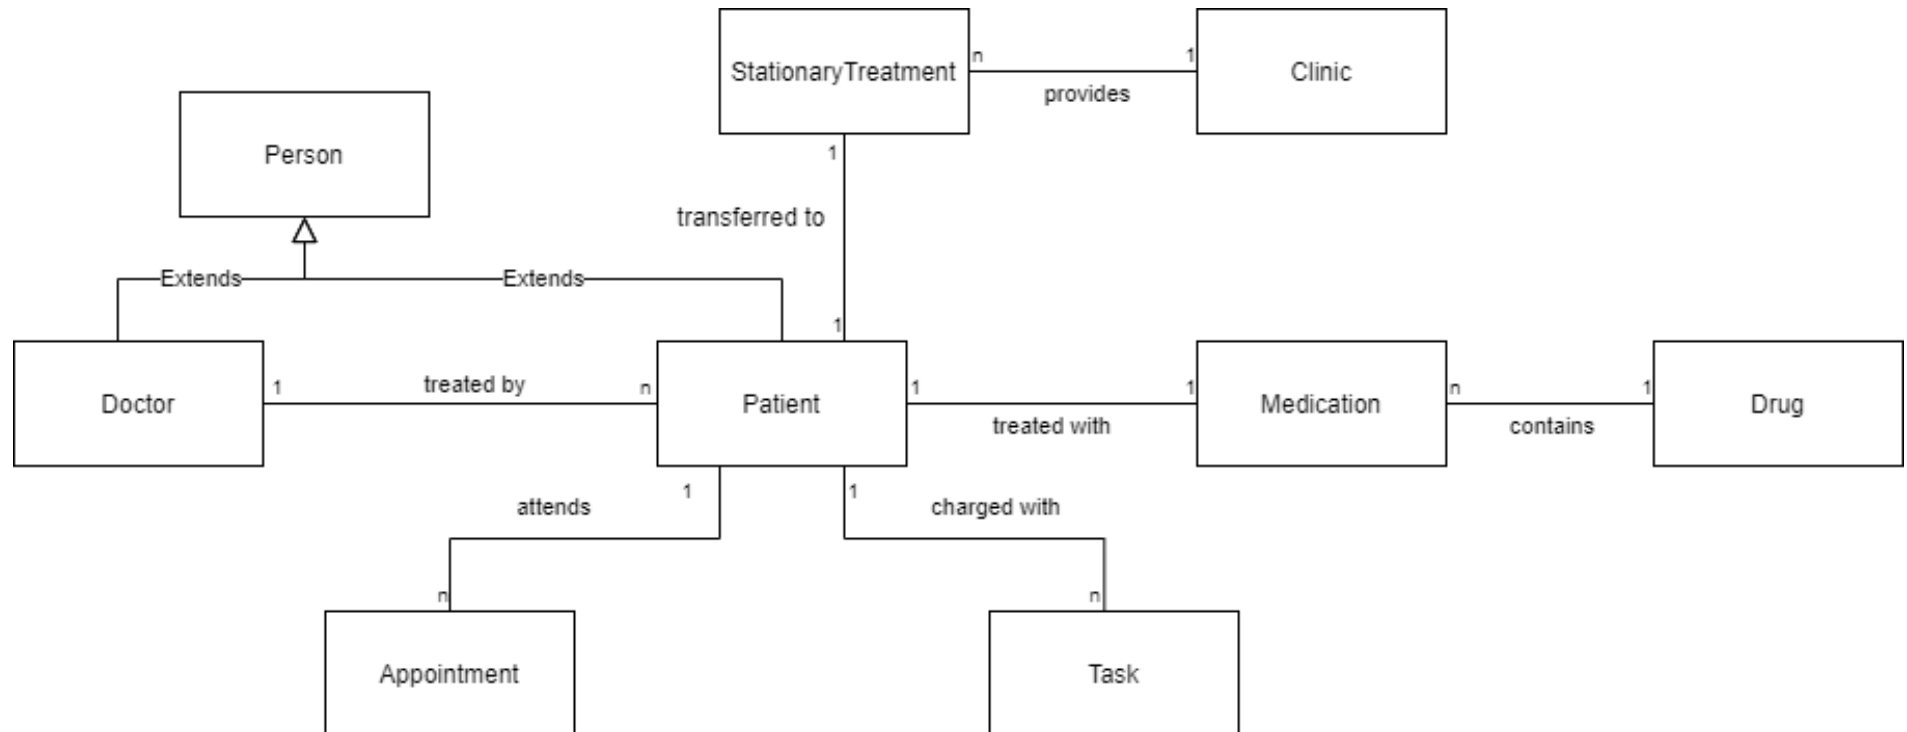 StationaryTreatment
n
1
provides
Clinic
Person
1
transferred to
1
Extends
Extends
Doctor
1
treated by
n
Patient
1
treated with
1
Medication
n
contains
1
Drug
attends
1
1
charged with
n
n
Appointment
Task